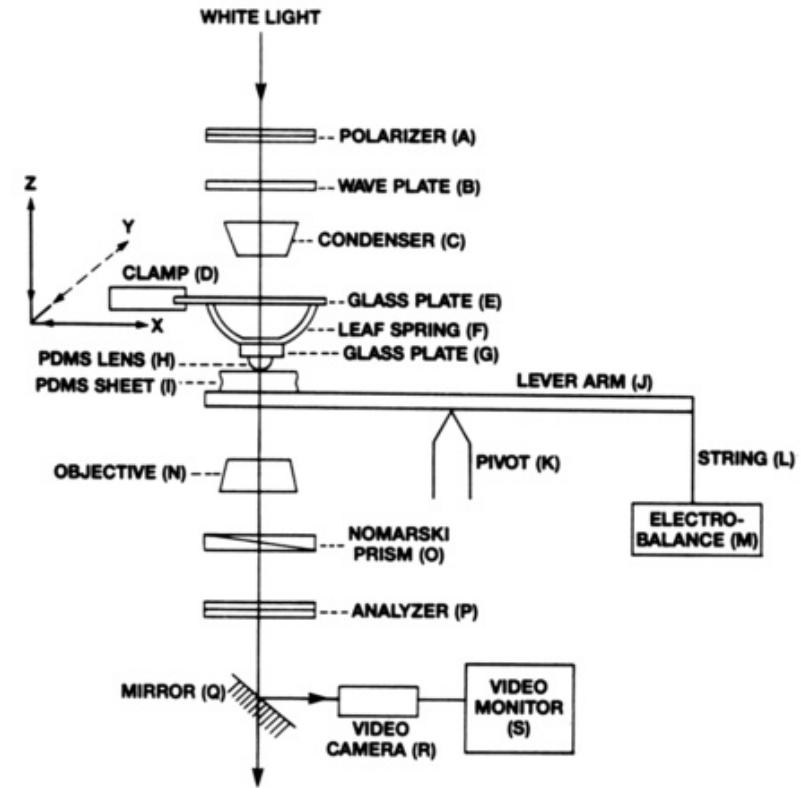 WHITE LIGHT
POLARIZER (A)
WAVE PLATE (B)
Z
Y
CONDENSER (C)
CLAMP (D)
GLASS PLATE (E)
X
LEAF SPRING (F)
GLASS PLATE (G)
PDMS LENS (H)
PDMS SHEET (I)
LEVER ARM (J)
OBJECTIVE (N)
PIVOT (K)
STRING (L)
ELECTRO-
BALANCE (M)
NOMARSKI
PRISM (O)
ANALYZER (P)
MIRROR (Q)
VIDEO
CAMERA (R)
VIDEO
MONITOR
(S)